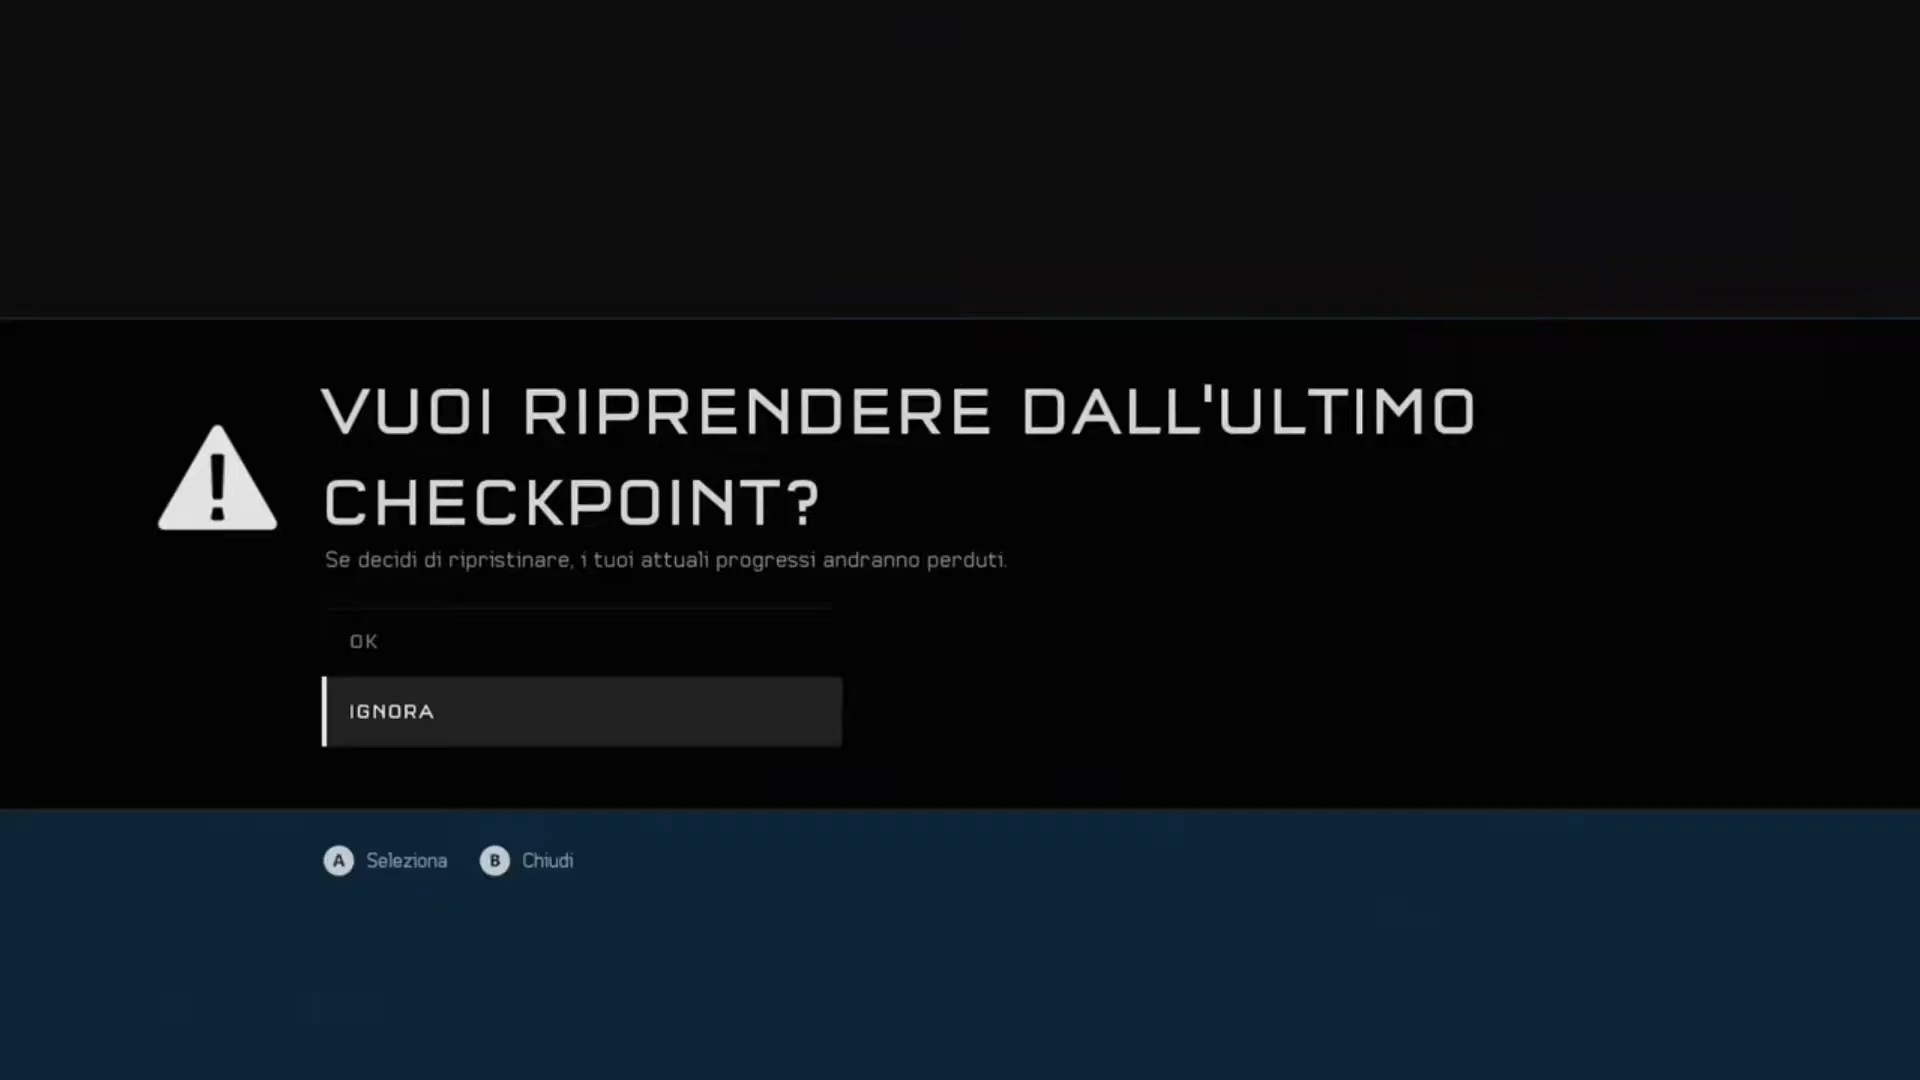 VUOI RIPRENDERE DALL'ULTIMO
CHECKPOINT?
Se decidi di ripristinare, i tuoi attuali progressi andranno perduti.
OK
IGNORA
A Seleziona B Chiudi